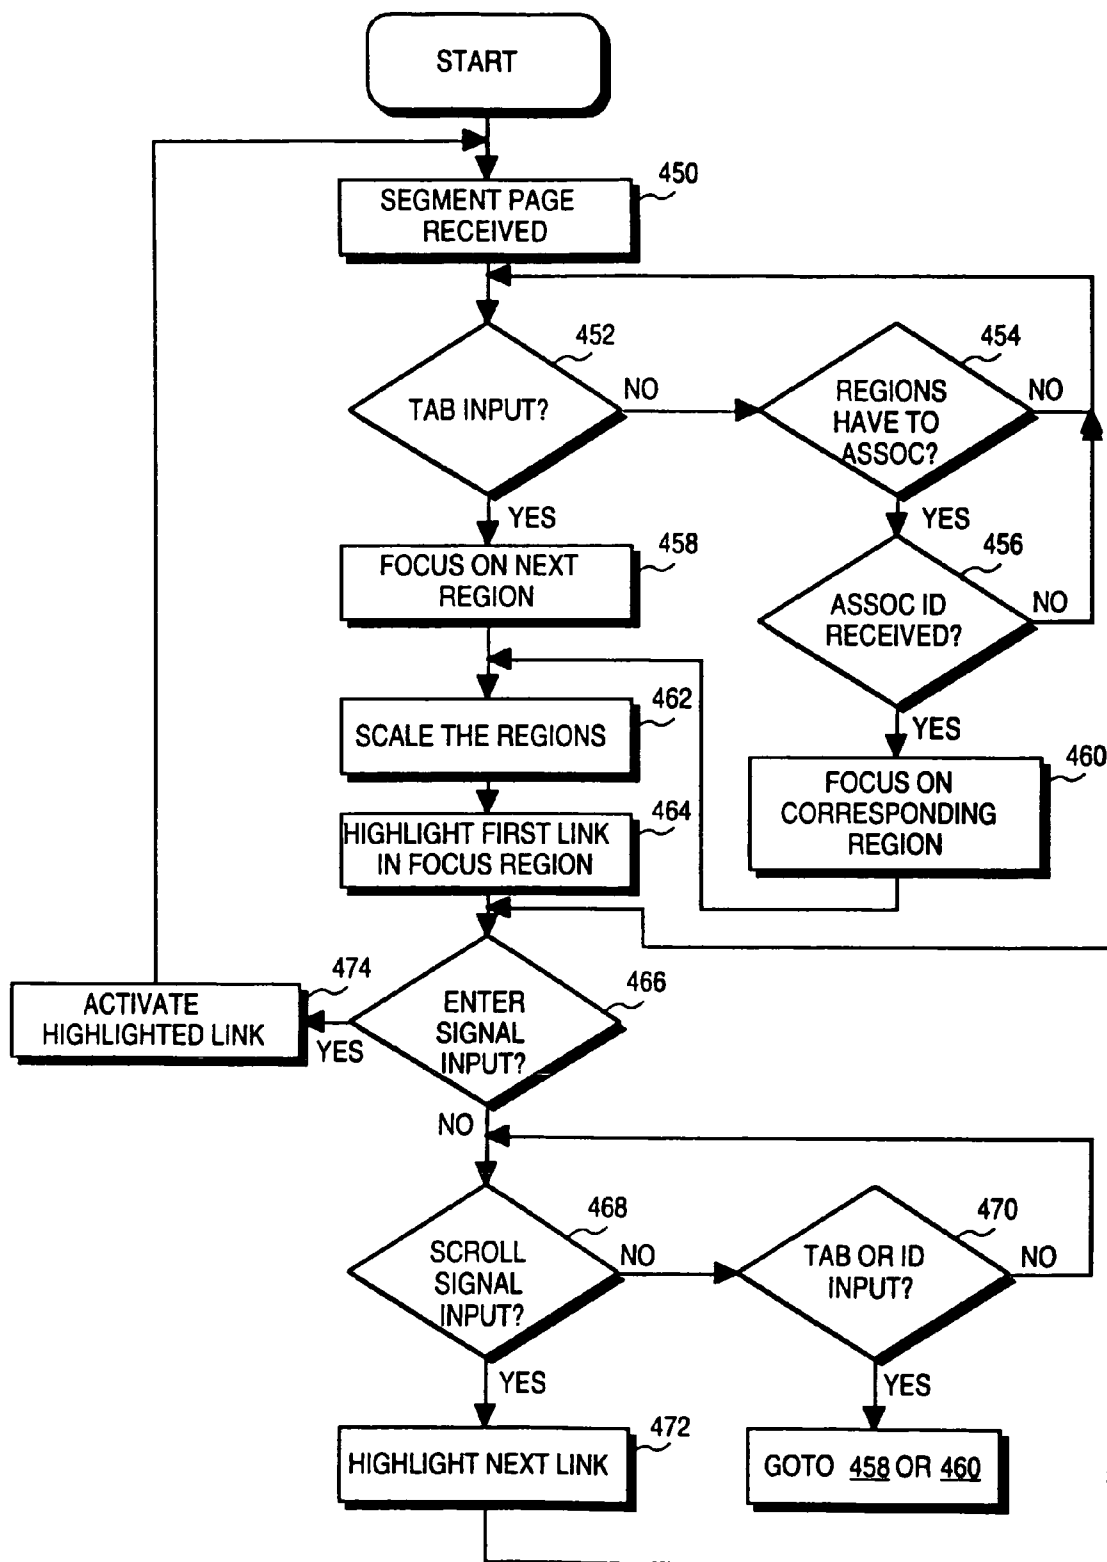 START
450
SEGMENT PAGE
RECEIVED
452
TAB INPUT?
NO
YES
454
REGIONS
HAVE TO
ASSOC?
NO
YES
458
FOCUS ON NEXT
REGION
456
ASSOC ID
RECEIVED?
NO
YES
462
SCALE THE REGIONS
460
FOCUS ON
CORRESPONDING
REGION
464
HIGHLIGHT FIRST LINK
IN FOCUS REGION
474
ACTIVATE
HIGHLIGHTED LINK
YES
466
ENTER
SIGNAL
INPUT?
NO
468
SCROLL
SIGNAL
INPUT?
NO
YES
470
TAB OR ID
INPUT?
NO
YES
472
HIGHLIGHT NEXT LINK
GOTO 458 OR 460